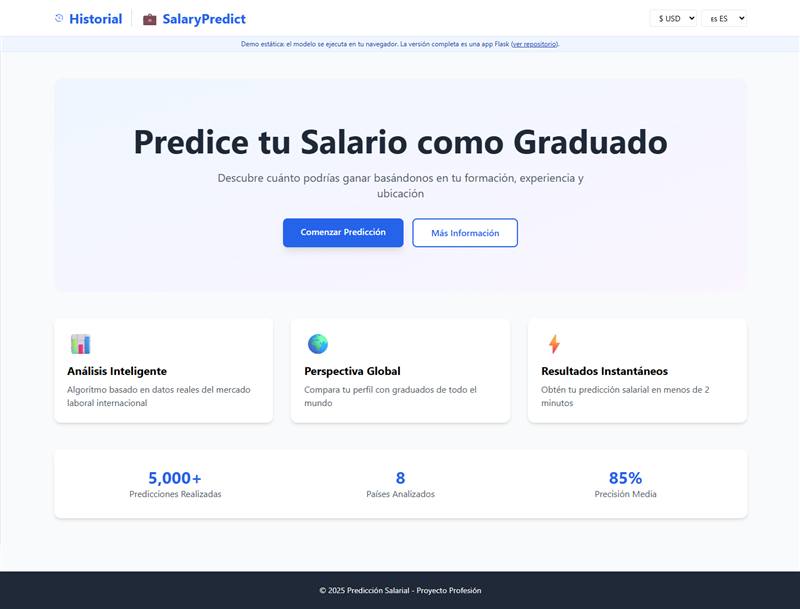 Historial
SalaryPredict
$ USD
ES ES
Demo estática: el modelo se ejecuta en tu navegador. La versión completa es una app Flask (ver repositorio).
Predice tu Salario como Graduado
Descubre cuánto podrías ganar basándonos en tu formación, experiencia y
ubicación
Comenzar Predicción
Más Información
Análisis Inteligente
Algoritmo basado en datos reales del mercado
laboral internacional
Perspectiva Global
Compara tu perfil con graduados de todo el
mundo
Resultados Instantáneos
Obtén tu predicción salarial en menos de 2
minutos
5,000+
Predicciones Realizadas
8
Países Analizados
85%
Precisión Media
© 2025 Predicción Salarial - Proyecto Profesión